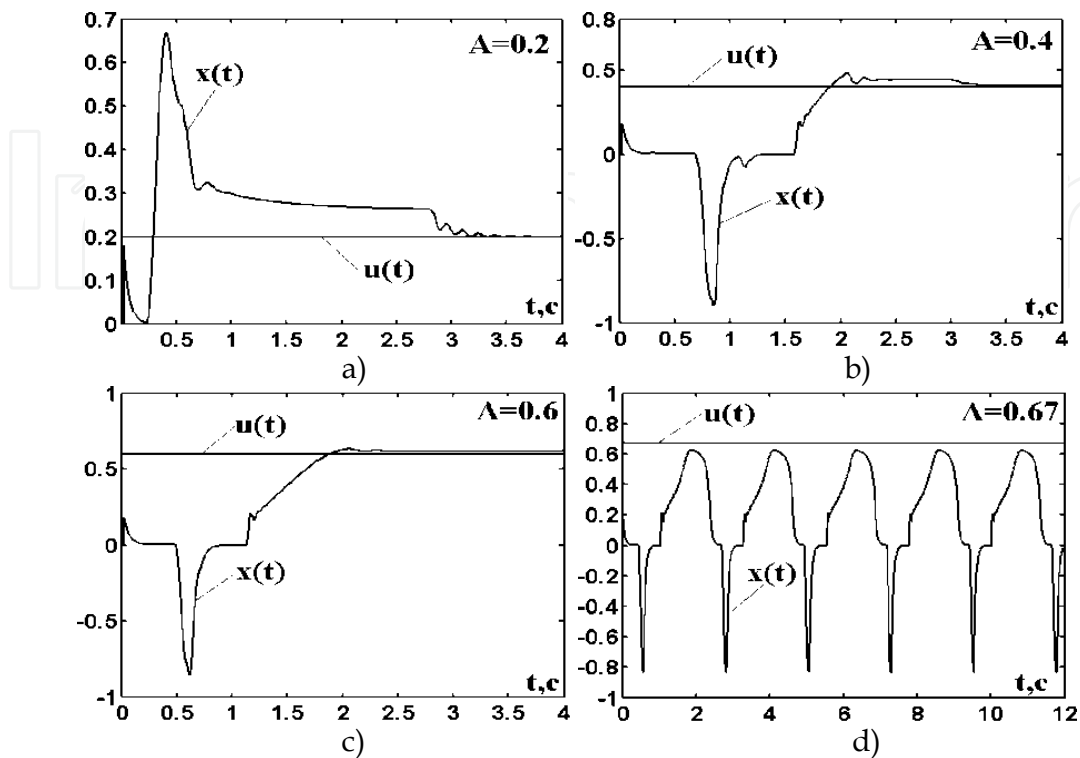 0.7
A=0.2
x(t)
0.6
0.5
0.4
0.3
0.2
u(t)
0.1
t,c
0
0.5 1 1.5 2 2.5 3 3.5 4
a)
0.8
A=0.4
u(t)
0.5
0
x(t)
-0.5
t,c
-1
0 0.5 1 1.5 2 2.5 3 3.5 4
b)
1
A=0.6
u(t)
0.5
0
x(t)
-0.5
t,c
-1
0 0.5 1 1.5 2 2.5 3 3.5 4
c)
1
A=0.67
0.8
u(t)
0.6
0.4
0.2
0
x(t)
-0.2
-0.4
-0.6
-0.8
t,c
-1
0 2 4 6 8 10 12
d)